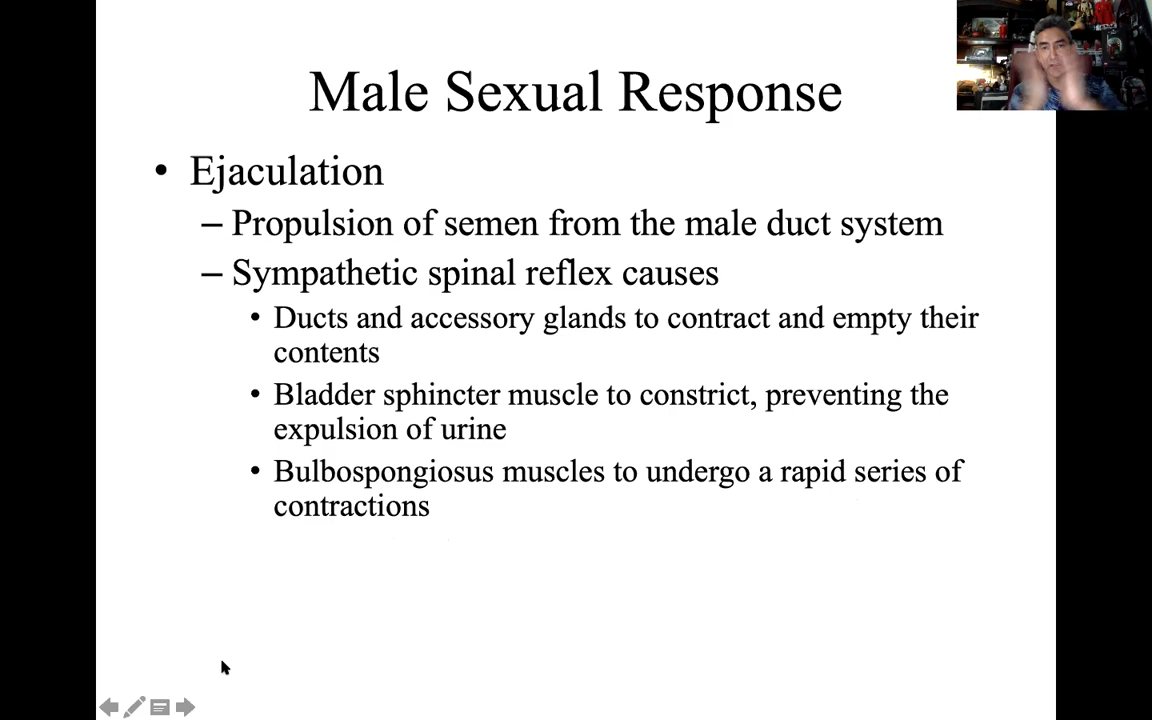 Male Sexual Response
• Ejaculation
– Propulsion of semen from the male duct system
– Sympathetic spinal reflex causes
• Ducts and accessory glands to contract and empty their
contents
• Bladder sphincter muscle to constrict, preventing the
expulsion of urine
• Bulbospongiosus muscles to undergo a rapid series of
contractions